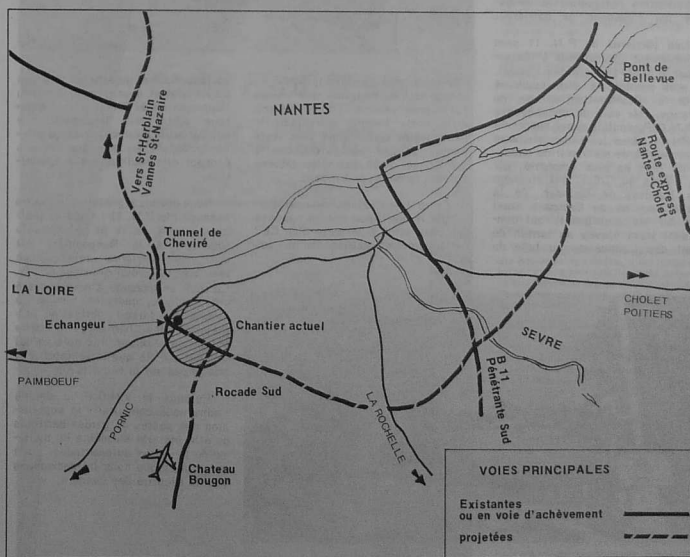 NANTES
Pont de
Bellevue
Route express
Nantes-Cholet
Vers St-Herblain
Vannes St-Nazaire
Tunnel de
Cheviré
LA LOIRE
Echangeur
Chantier actuel
CHOLET
POITIERS
SEVRE
PAIMBOEUF
PORNIC
Rocade Sud
B 11
Pénétrante Sud
LA ROCHELLE
Chateau
Bougon
VOIES PRINCIPALES
Existantes
ou en voie d'achèvement
projetées